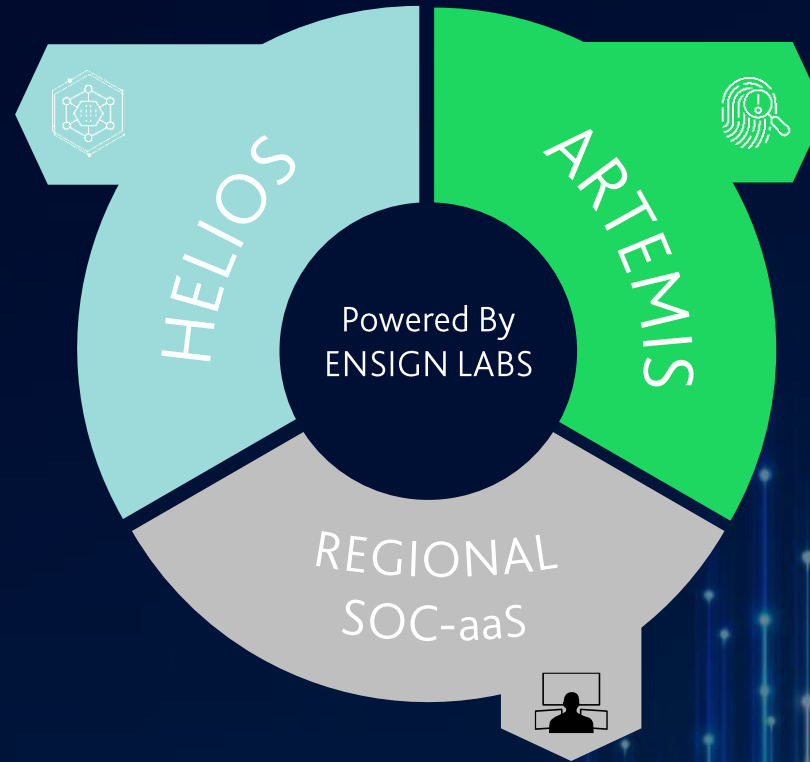 HELIOS
ARTEMIS
Powered By
ENSIGN LABS
REGIONAL
SOC-aaS